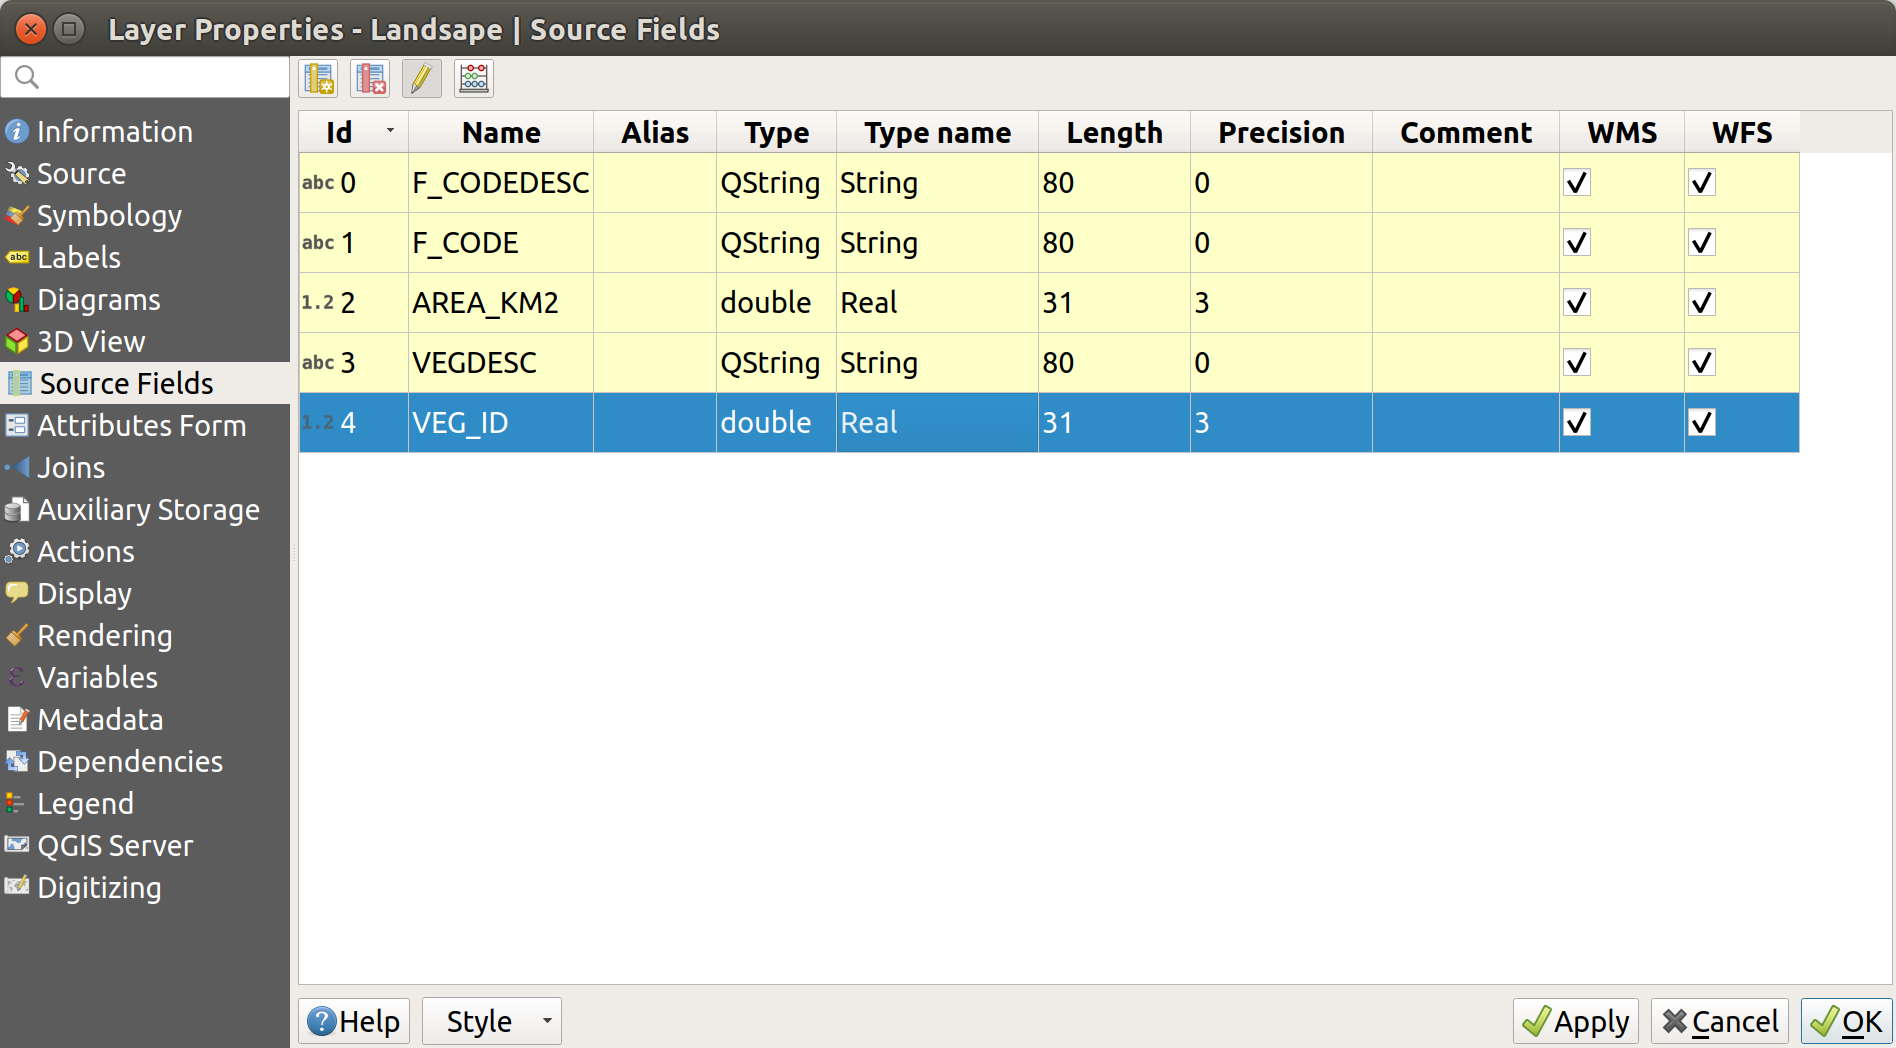 Layer Properties - Landsape | Source Fields
Information
Source
Symbology
abc Labels
Diagrams
3D View
Source Fields
Attributes Form
Joins
Auxiliary Storage
Actions
Display
Rendering
Variables
Metadata
Dependencies
Legend
QGIS Server
Digitizing
Id Name Alias Type Type name Length Precision Comment WMS WFS
abc 0 F_CODEDESC QString String 80 0
abc 1 F_CODE QString String 80 0
1.2 2 AREA_KM2 double Real 31 3
abc 3 VEGDESC QString String 80 0
1.2 4 VEG_ID double Real 31 3
Help Style Apply Cancel OK